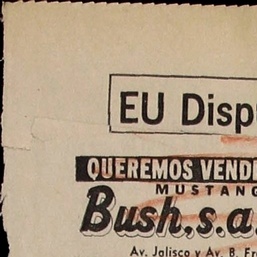 EU Disp
QUEREMOS VEND
MUSTANG
Bush.s.a.
Av. Jalisco y Av. B. Fr